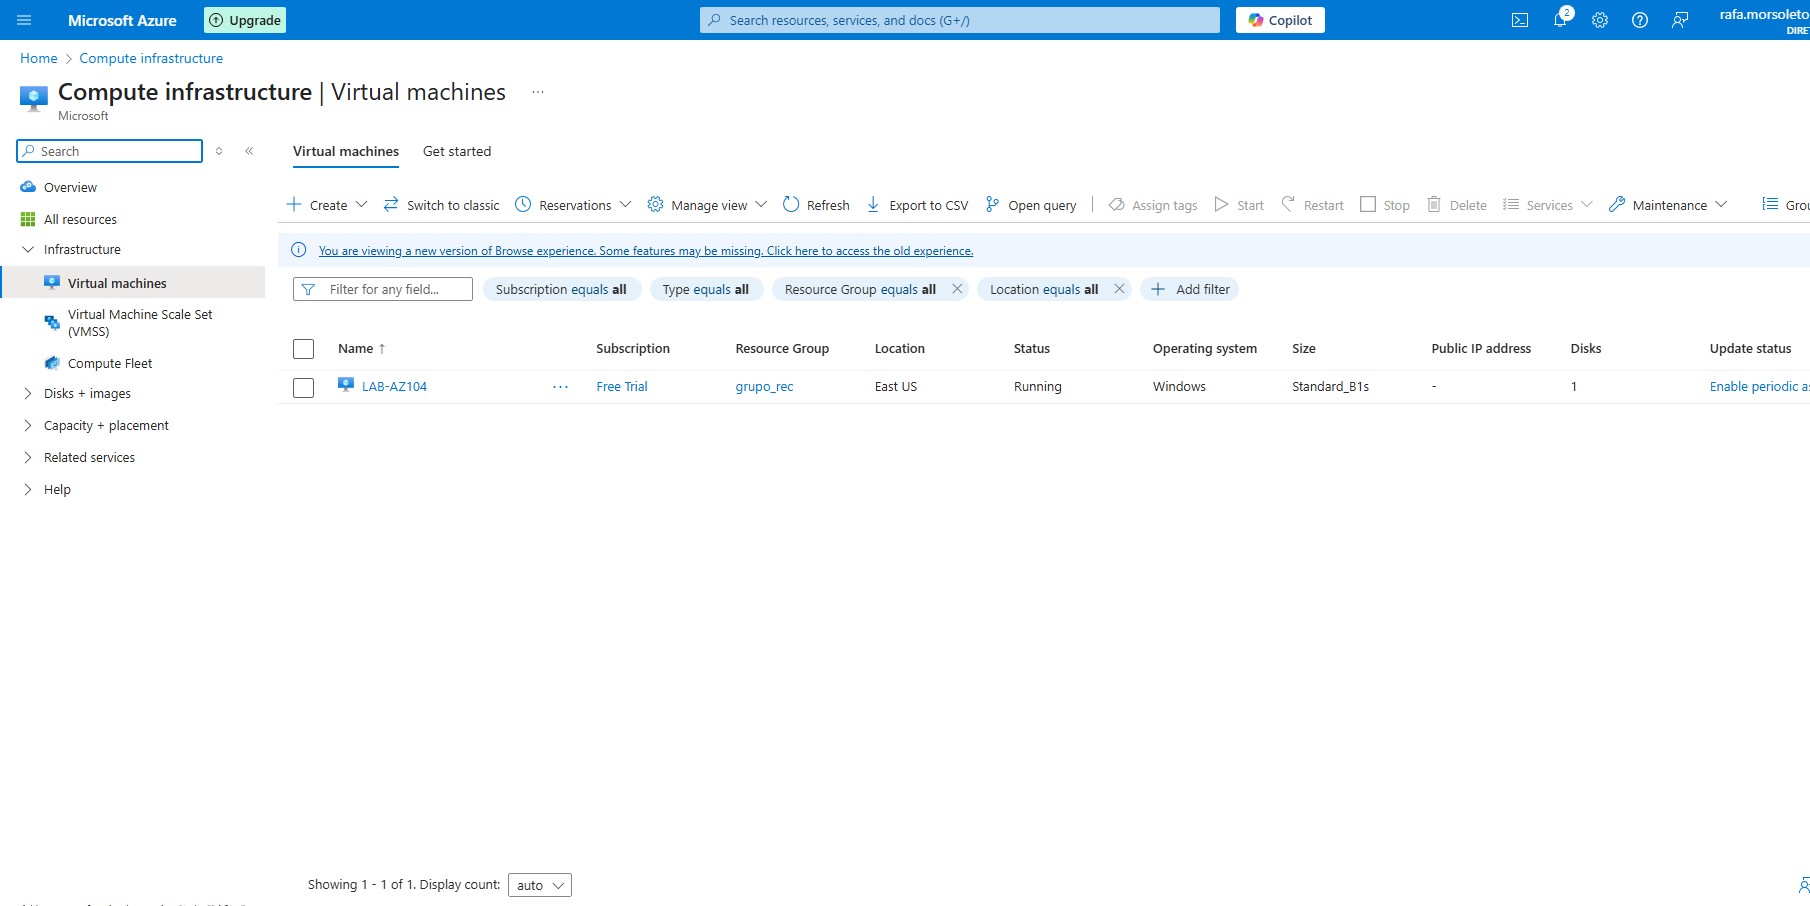 Microsoft Azure
Upgrade
Search resources, services, and docs (G+/)
Copilot
2
rafa.morsoleto
Home > Compute infrastructure
Compute infrastructure | Virtual machines ...
Microsoft
Search
Overview
All resources
Infrastructure
Virtual machines
Virtual Machine Scale Set
(VMSS)
Compute Fleet
Disks + images
Capacity + placement
Related services
Help
Virtual machines Get started
Create Switch to classic Reservations Manage view Refresh Export to CSV Open query Assign tags Start Restart Stop Delete Services Maintenance
You are viewing a new version of Browse experience. Some features may be missing. Click here to access the old experience.
Filter for any field... Subscription equals all Type equals all Resource Group equals all Location equals all Add filter
Name ↑ Subscription Resource Group Location Status Operating system Size Public IP address Disks Update status
LAB-AZ104 ... Free Trial grupo_rec East US Running Windows Standard_B1s - 1 Enable periodic
Showing 1 - 1 of 1. Display count: auto